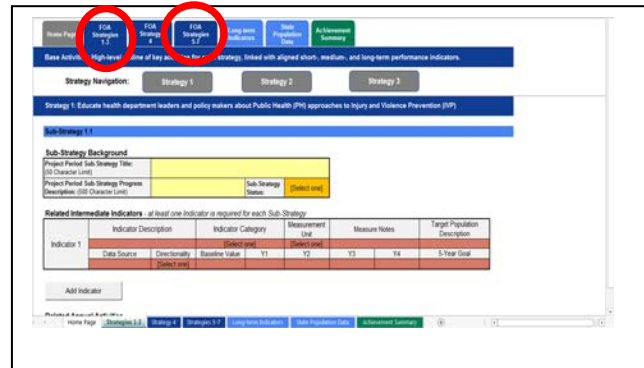 Home Page
FOA Strategies 1-3
FOA Strategy 4
FOA Strategies 5-7
Long-term Indicators
State Population Data
Achievement Summary
Base Activities: High-level outline of key activities for each strategy, linked with aligned short-, medium-, and long-term performance indicators.
Strategy Navigation: Strategy 1 Strategy 2 Strategy 3
Strategy 1: Educate health department leaders and policy makers about Public Health (PH) approaches to Injury and Violence Prevention (IVP)
Sub-Strategy 1.1
Sub-Strategy Background
Project Period Sub-Strategy Title:
(50 Character Limit)
Project Period Sub-Strategy Progress
Description: (500 Character Limit)
Sub-Strategy
Status:
[Select one]
Related Intermediate Indicators - at least one Indicator is required for each Sub-Strategy
Indicator 1
Indicator Description Indicator Category Measurement Unit Measure Notes Target Population Description
[Select one] [Select one]
Data Source Directionality Baseline Value Y1 Y2 Y3 Y4 5-Year Goal
[Select one]
Add Indicator
Related Annual Activities
Home Page Strategies 1-3 Strategy 4 Strategies 5-7 Long-term Indicators State Population Data Achievement Summary